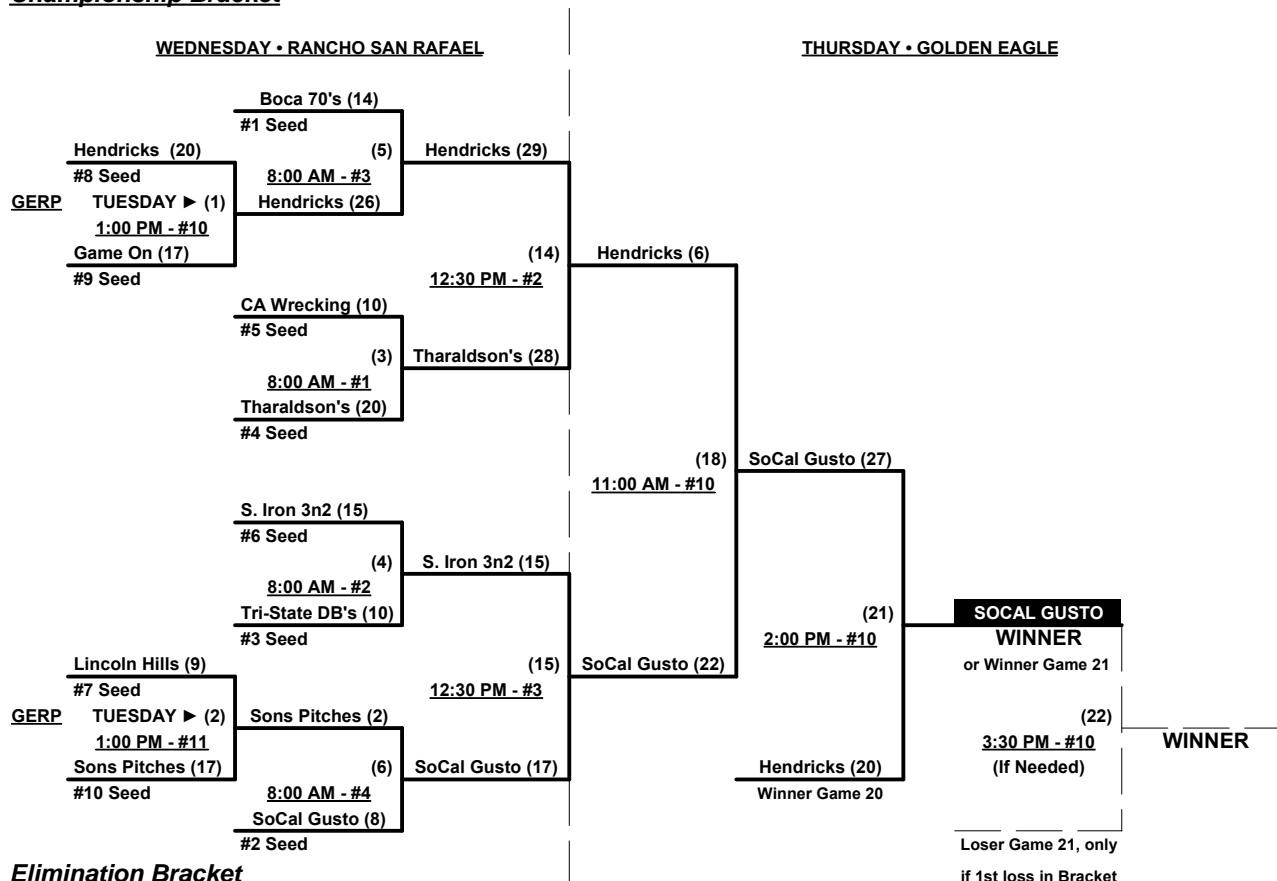 Championship Bracket
WEDNESDAY • RANCHO SAN RAFAEL
THURSDAY • GOLDEN EAGLE
Boca 70's (14)
#1 Seed
Hendricks (20)
(5)
Hendricks (29)
#8 Seed
8:00 AM - #3
GERP
TUESDAY ► (1)
Hendricks (26)
1:00 PM - #10
Game On (17)
(14)
Hendricks (6)
#9 Seed
12:30 PM - #2
CA Wrecking (10)
#5 Seed
(3)
Tharaldson's (28)
8:00 AM - #1
Tharaldson's (20)
#4 Seed
(18)
SoCal Gusto (27)
11:00 AM - #10
S. Iron 3n2 (15)
#6 Seed
(4)
S. Iron 3n2 (15)
8:00 AM - #2
Tri-State DB's (10)
(21)
SOCAL GUSTO
#3 Seed
2:00 PM - #10
WINNER
Lincoln Hills (9)
(15)
SoCal Gusto (22)
or Winner Game 21
#7 Seed
12:30 PM - #3
GERP
TUESDAY ► (2)
Sons Pitches (2)
(22)
1:00 PM - #11
3:30 PM - #10
WINNER
Sons Pitches (17)
(6)
SoCal Gusto (17)
Hendricks (20)
(If Needed)
#10 Seed
8:00 AM - #4
Winner Game 20
SoCal Gusto (8)
#2 Seed
Loser Game 21, only
Elimination Bracket
if 1st loss in Bracket